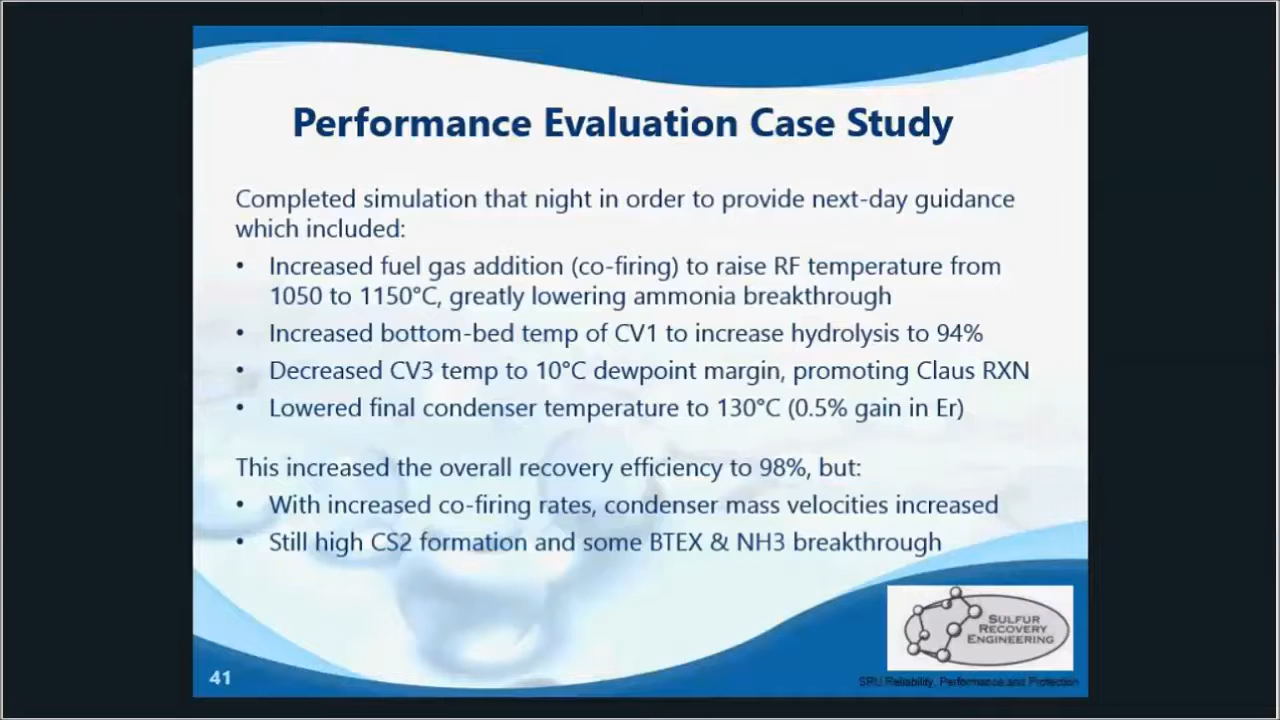 Performance Evaluation Case Study
Completed simulation that night in order to provide next-day guidance
which included:
• Increased fuel gas addition (co-firing) to raise RF temperature from
1050 to 1150°C, greatly lowering ammonia breakthrough
• Increased bottom-bed temp of CV1 to increase hydrolysis to 94%
• Decreased CV3 temp to 10°C dewpoint margin, promoting Claus RXN
• Lowered final condenser temperature to 130°C (0.5% gain in Er)
This increased the overall recovery efficiency to 98%, but:
• With increased co-firing rates, condenser mass velocities increased
• Still high CS2 formation and some BTEX & NH3 breakthrough
SULFUR
RECOVERY
ENGINEERING
41
SRU Reliability, Performance and Protection